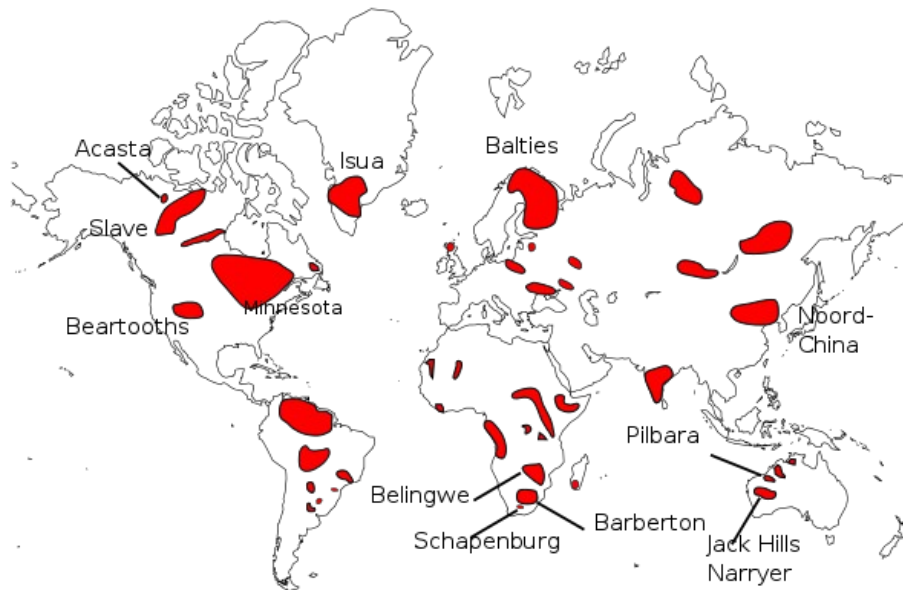 Acasta
Isua
Balties
Slave
Minnesota
Beartooths
Noord-
China
Pilbara
Belingwe
Schapenburg
Barberton
Jack Hills
Narryer